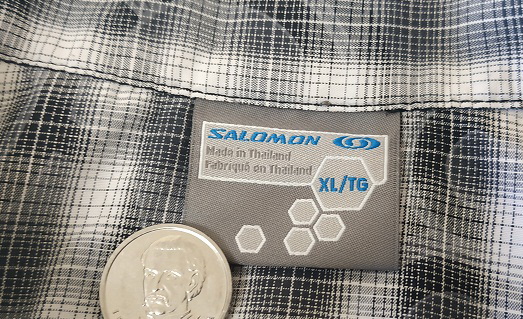 SALOMON
Made in Thailand
Fabriqué en Thailand
XL/TG